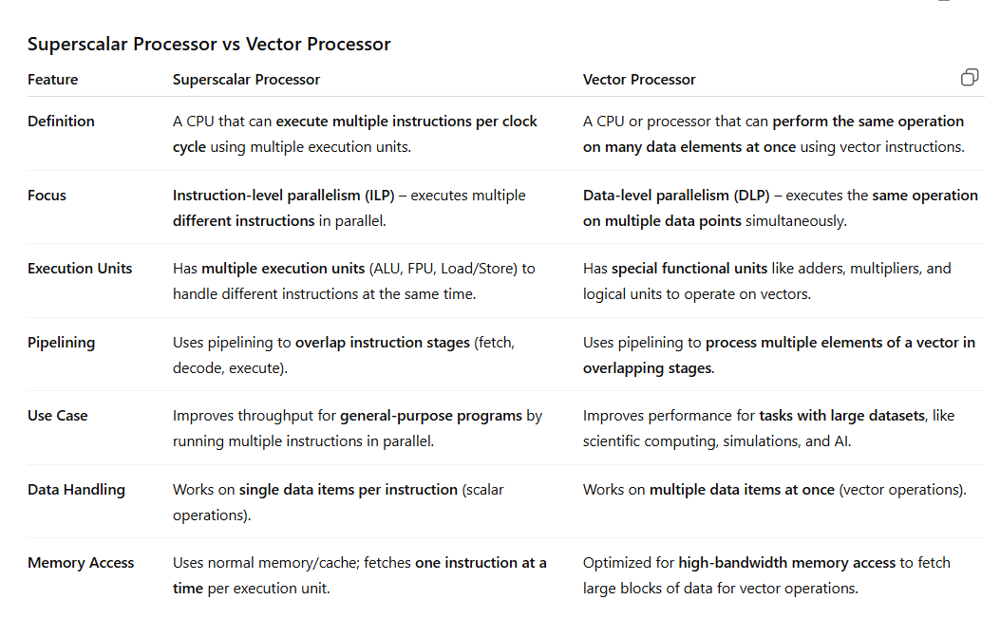 Superscalar Processor vs Vector Processor
Feature Superscalar Processor Vector Processor
Definition A CPU that can execute multiple instructions per clock A CPU or processor that can perform the same operation
cycle using multiple execution units. on many data elements at once using vector instructions.
Focus Instruction-level parallelism (ILP) – executes multiple Data-level parallelism (DLP) – executes the same operation
different instructions in parallel. on multiple data points simultaneously.
Execution Units Has multiple execution units (ALU, FPU, Load/Store) to Has special functional units like adders, multipliers, and
handle different instructions at the same time. logical units to operate on vectors.
Pipelining Uses pipelining to overlap instruction stages (fetch, Uses pipelining to process multiple elements of a vector in
decode, execute). overlapping stages.
Use Case Improves throughput for general-purpose programs by Improves performance for tasks with large datasets, like
running multiple instructions in parallel. scientific computing, simulations, and AI.
Data Handling Works on single data items per instruction (scalar Works on multiple data items at once (vector operations).
operations).
Memory Access Uses normal memory/cache; fetches one instruction at a Optimized for high-bandwidth memory access to fetch
time per execution unit. large blocks of data for vector operations.